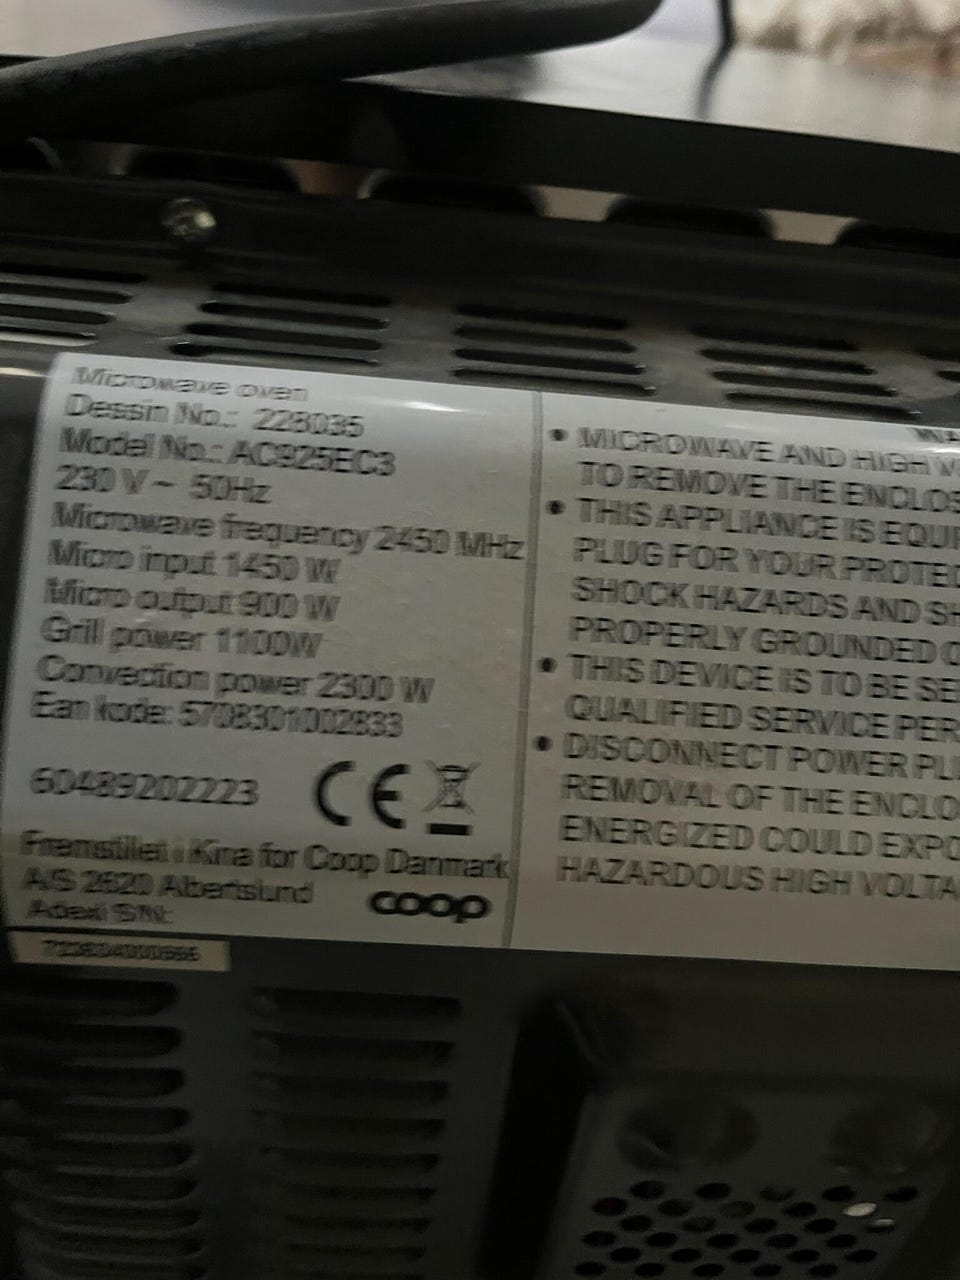 Microwave oven
Dessin No.: 228035
Model No.: AC925EC3
230 V ~ 50Hz
Microwave frequency 2450 MHz
Micro input 1450 W
Micro output 900 W
Grill power 1100W
Convection power 2300 W
Ean kode: 5708301002833
60489202223
CE
Fremstillet i Kina for Coop Danmark
A/S 2620 Albertslund
coop
Adexi S/N:
MICROWAVE AND HIGH V
TO REMOVE THE ENCLOS
THIS APPLIANCE IS EQUI
PLUG FOR YOUR PROTEC
SHOCK HAZARDS AND SH
PROPERLY GROUNDED O
THIS DEVICE IS TO BE SE
QUALIFIED SERVICE PER
DISCONNECT POWER PLU
REMOVAL OF THE ENCLO
ENERGIZED COULD EXPO
HAZARDOUS HIGH VOLTA